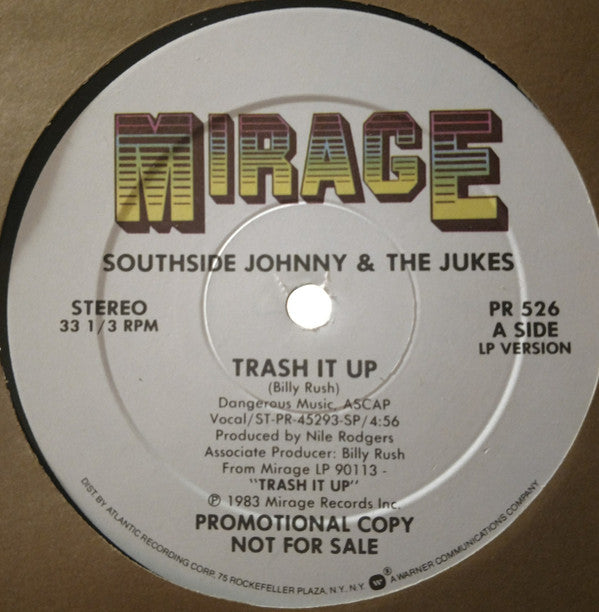 MIRAGE
SOUTHSIDE JOHNNY & THE JUKES
STEREO
33 1/3 RPM
PR 526
A SIDE
LP VERSION
TRASH IT UP
(Billy Rush)
Dangerous Music, ASCAP
Vocal/ST-PR-45293-SP/4:56
Produced by Nile Rodgers
Associate Producer: Billy Rush
From Mirage LP 90113 -
"TRASH IT UP"
℗ 1983 Mirage Records Inc.
PROMOTIONAL COPY
NOT FOR SALE
DIST. BY ATLANTIC RECORDING CORP. 75 ROCKEFELLER PLAZA, N.Y. N.Y. ® A WARNER COMMUNICATIONS COMPANY